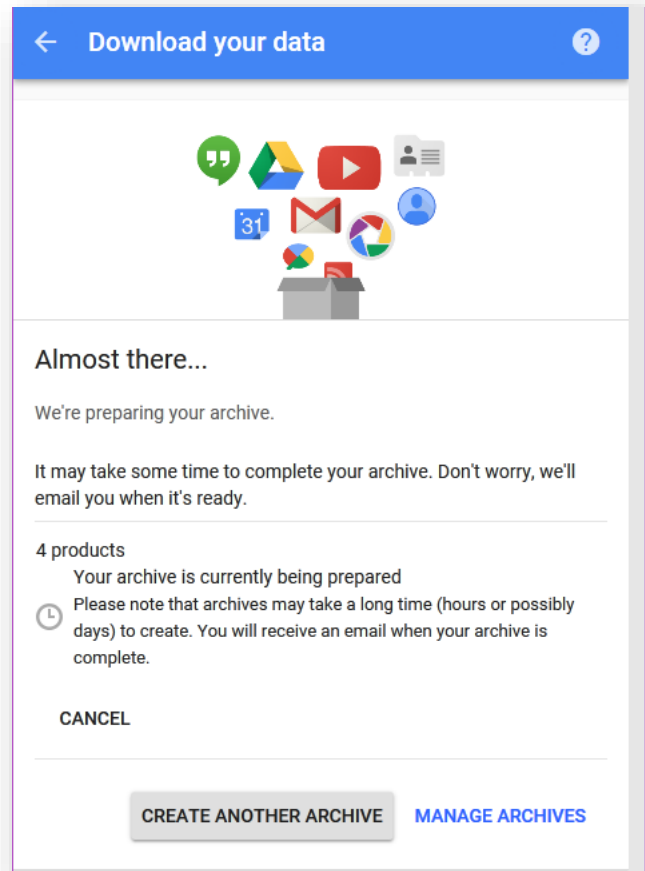 Download your data
31
Almost there...
We're preparing your archive.
It may take some time to complete your archive. Don't worry, we'll
email you when it's ready.
4 products
Your archive is currently being prepared
Please note that archives may take a long time (hours or possibly
days) to create. You will receive an email when your archive is
complete.
CANCEL
CREATE ANOTHER ARCHIVE MANAGE ARCHIVES